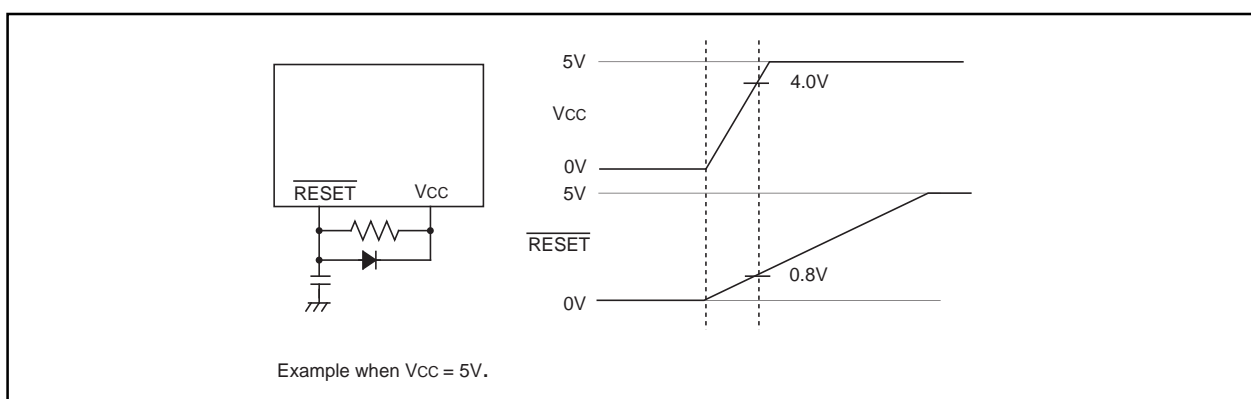 RESET
VCC
Example when VCC = 5V.
5V
4.0V
VCC
0V
5V
RESET
0.8V
0V